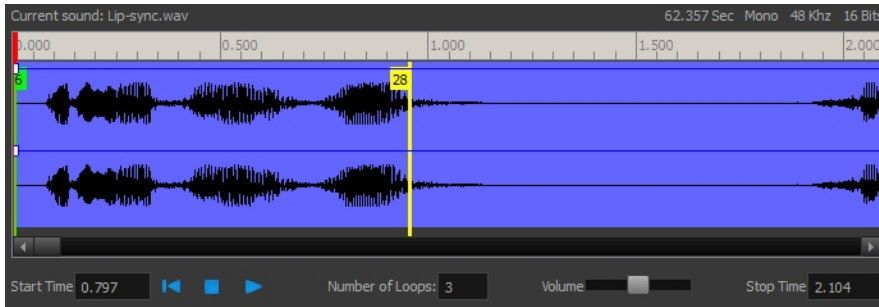 Current sound: Lip-sync.wav 62.357 Sec Mono 48 Khz 16 Bits
0.000 0.500 1.000 1.500 2.000
6 28
Start Time 0.797 Number of Loops: 3 Volume Stop Time 2.104